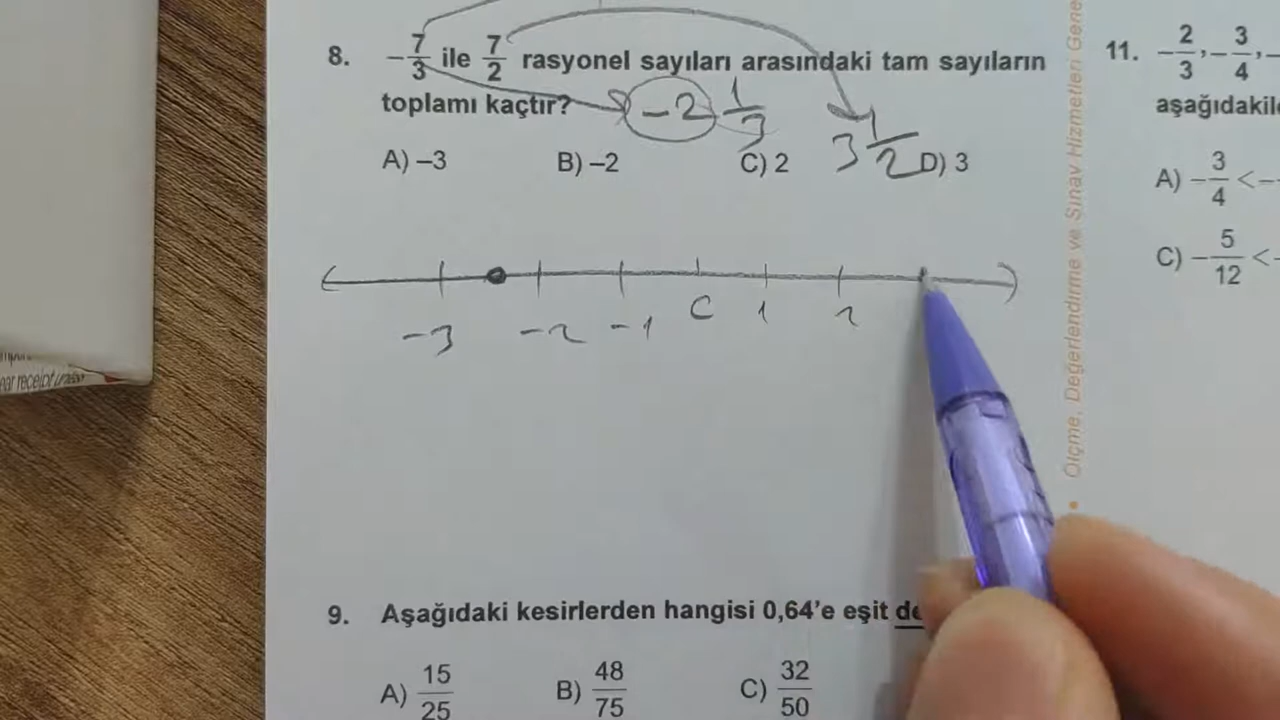 8. -7/3 ile 7/2 rasyonel sayıları arasındaki tam sayıların
toplamı kaçtır?
-2 1/3
3 1/2
A) –3 B) –2 C) 2 D) 3
-3 -2 -1 0 1 2
9. Aşağıdaki kesirlerden hangisi 0,64'e eşit
A) 15/25 B) 48/75 C) 32/50
11. -2/3, -3/4,
A) -3/4 <
C) -5/12 <
Ölçme, Değerlendirme ve Sınav Hizmetleri Gene
ear receipt